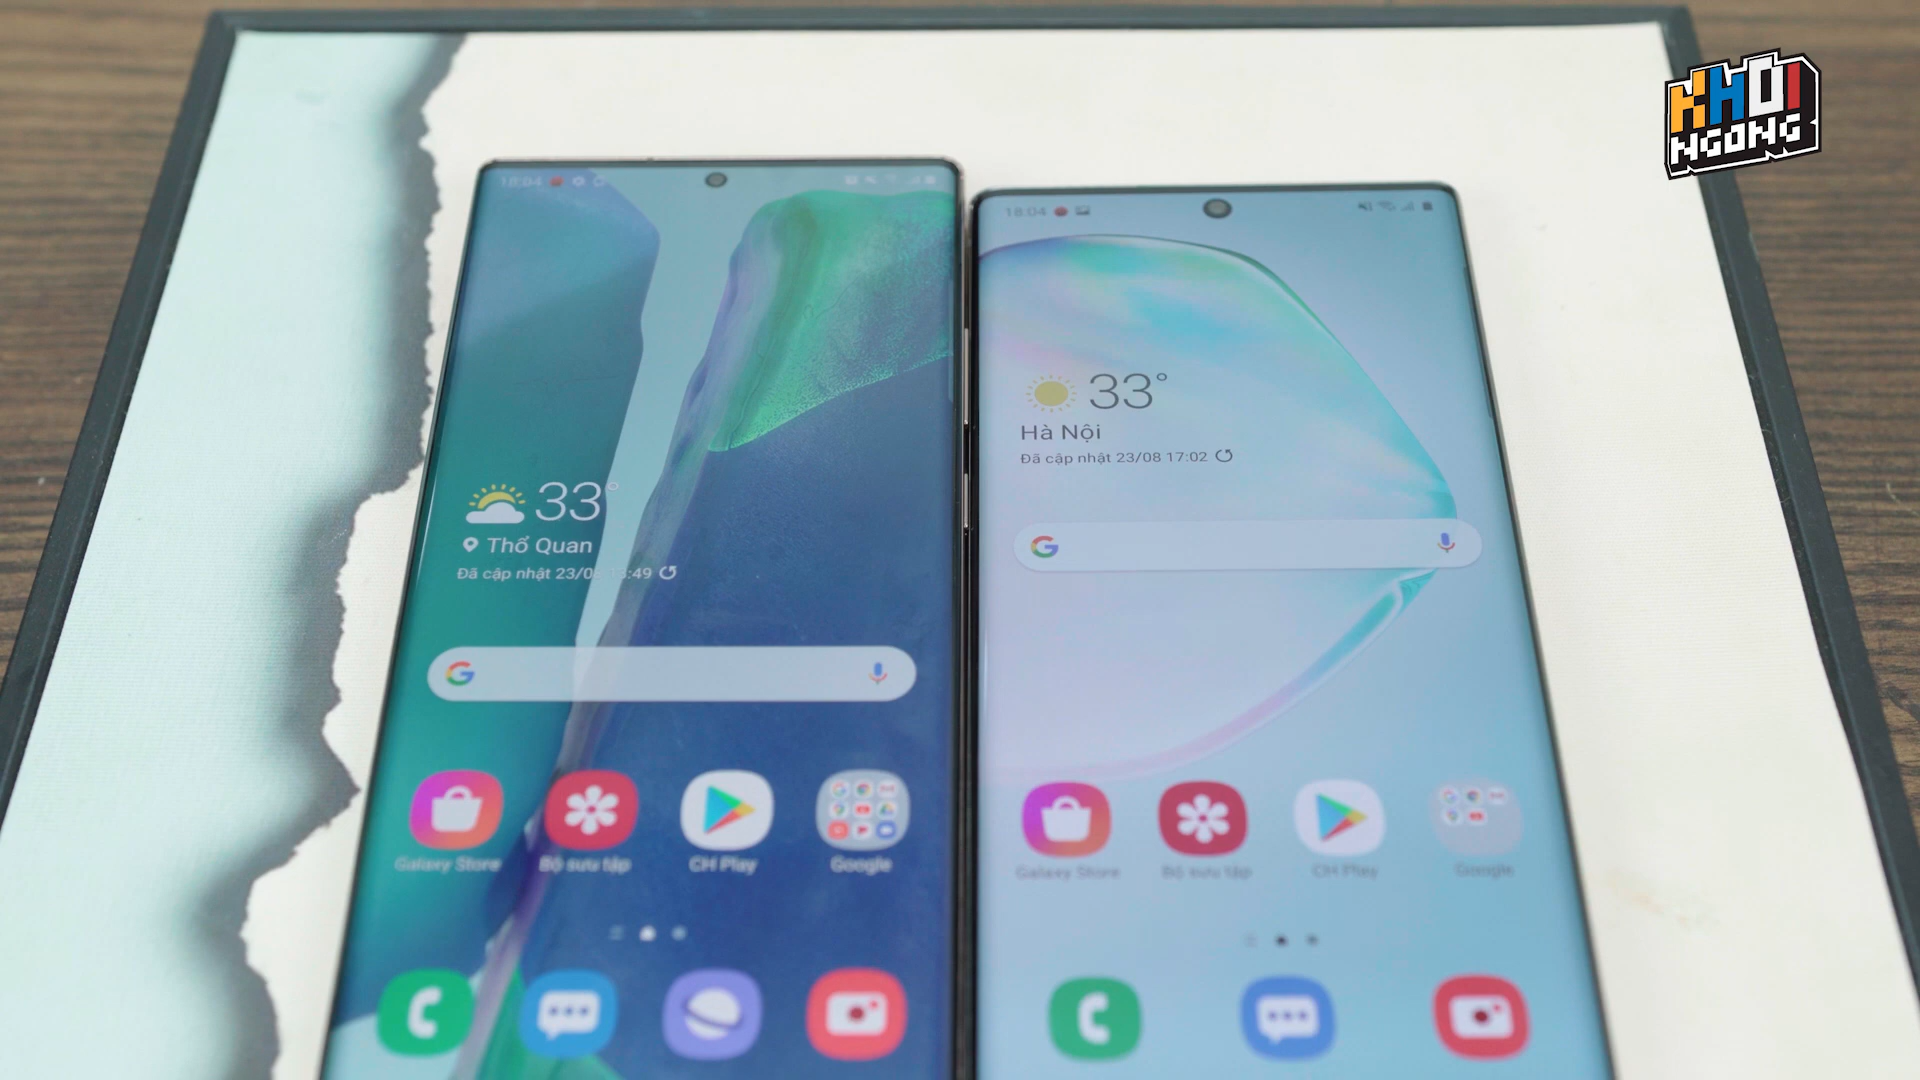 KHOI
NGONG
18:04
33°
Thổ Quan
Đã cập nhật 23/0
:49
Galaxy Store
Bộ sưu tập
CH Play
Google
18:04
33°
Hà Nội
Đã cập nhật 23/08 17:02
Galaxy Store
Bộ sưu tập
CH Play
Google